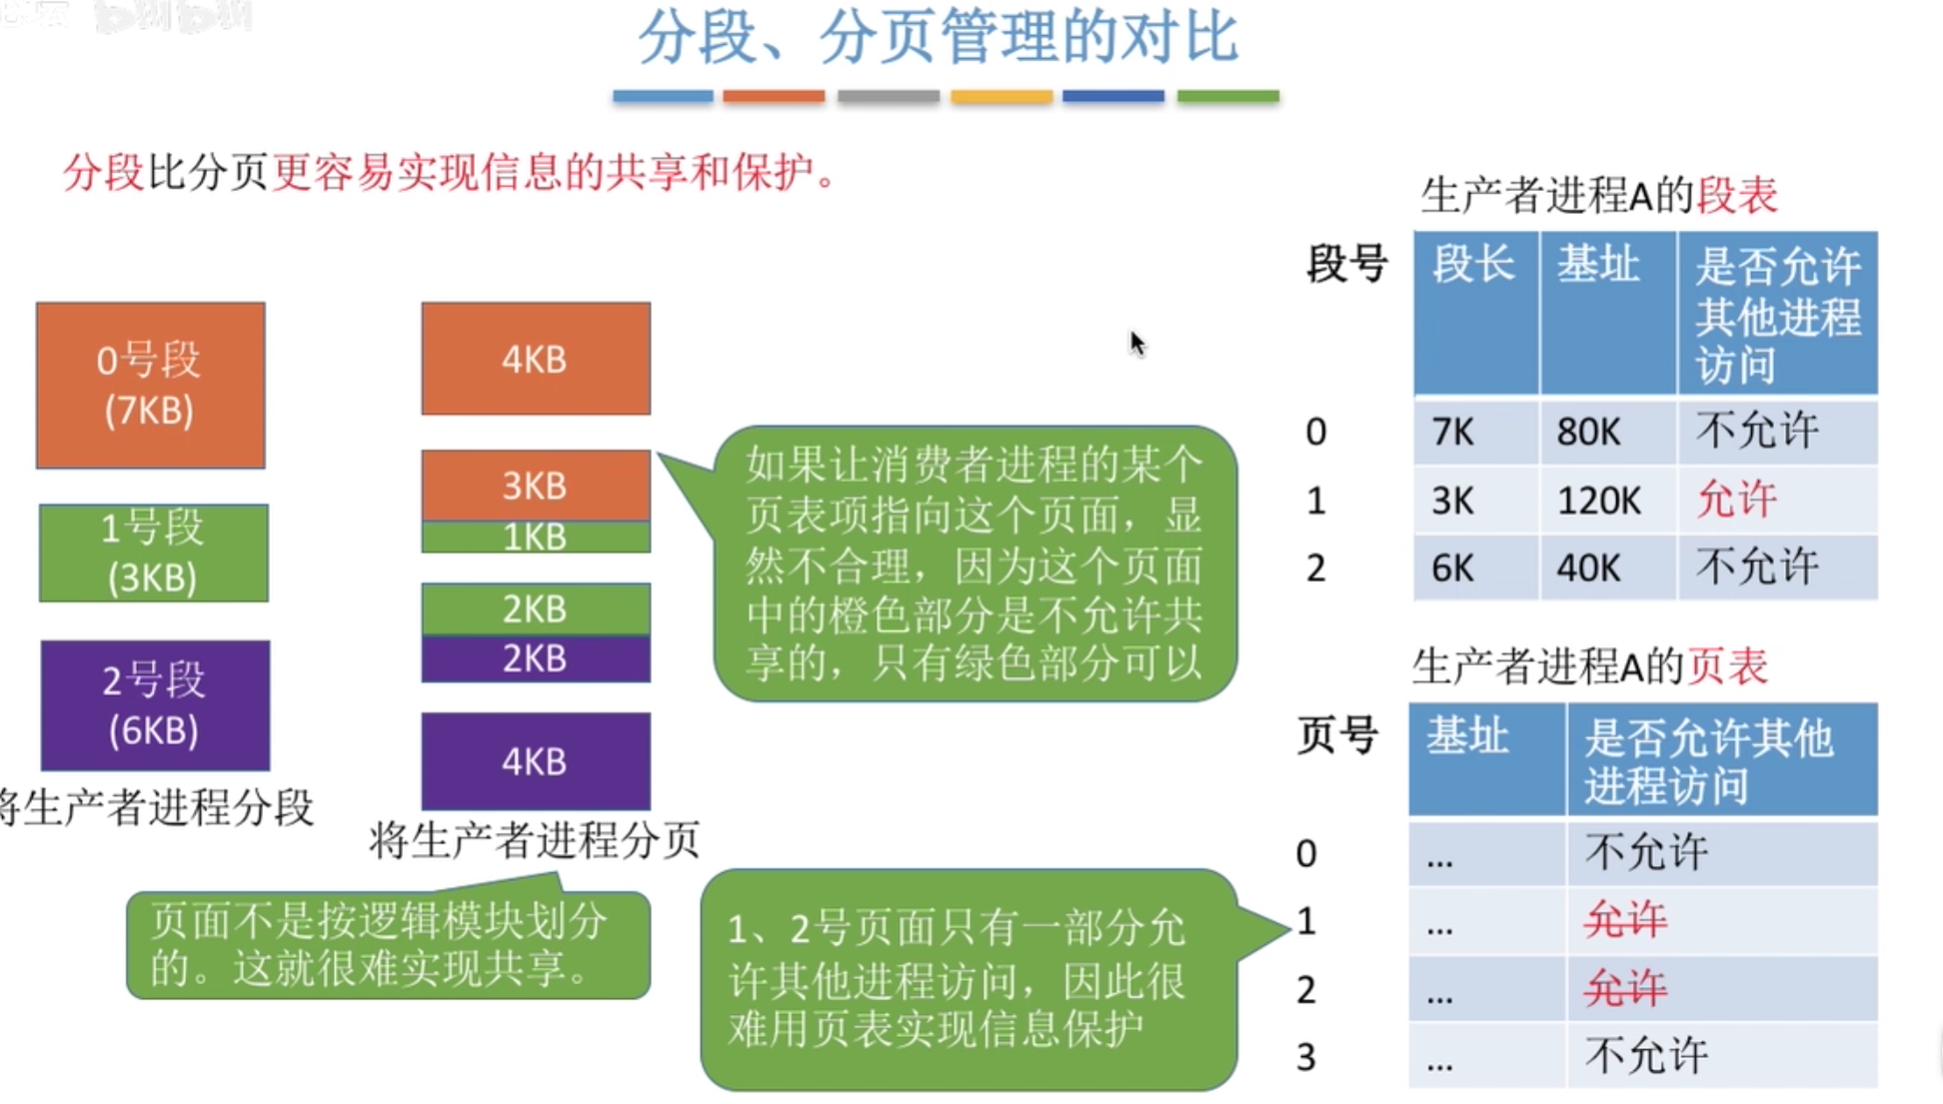 分段、分页管理的对比
分段比分页更容易实现信息的共享和保护。
0号段
(7KB)
1号段
(3KB)
2号段
(6KB)
将生产者进程分段
4KB
3KB
1KB
2KB
2KB
4KB
将生产者进程分页
如果让消费者进程的某个
页表项指向这个页面，显
然不合理，因为这个页面
中的橙色部分是不允许共
享的，只有绿色部分可以
页面不是按逻辑模块划分
的。这就很难实现共享。
1、2号页面只有一部分允
许其他进程访问，因此很
难用页表实现信息保护
生产者进程A的段表
段号 段长 基址 是否允许
其他进程
访问
0 7K 80K 不允许
1 3K 120K 允许
2 6K 40K 不允许
生产者进程A的页表
页号 基址 是否允许其他
进程访问
0 ... 不允许
1 ... 允许
2 ... 允许
3 ... 不允许